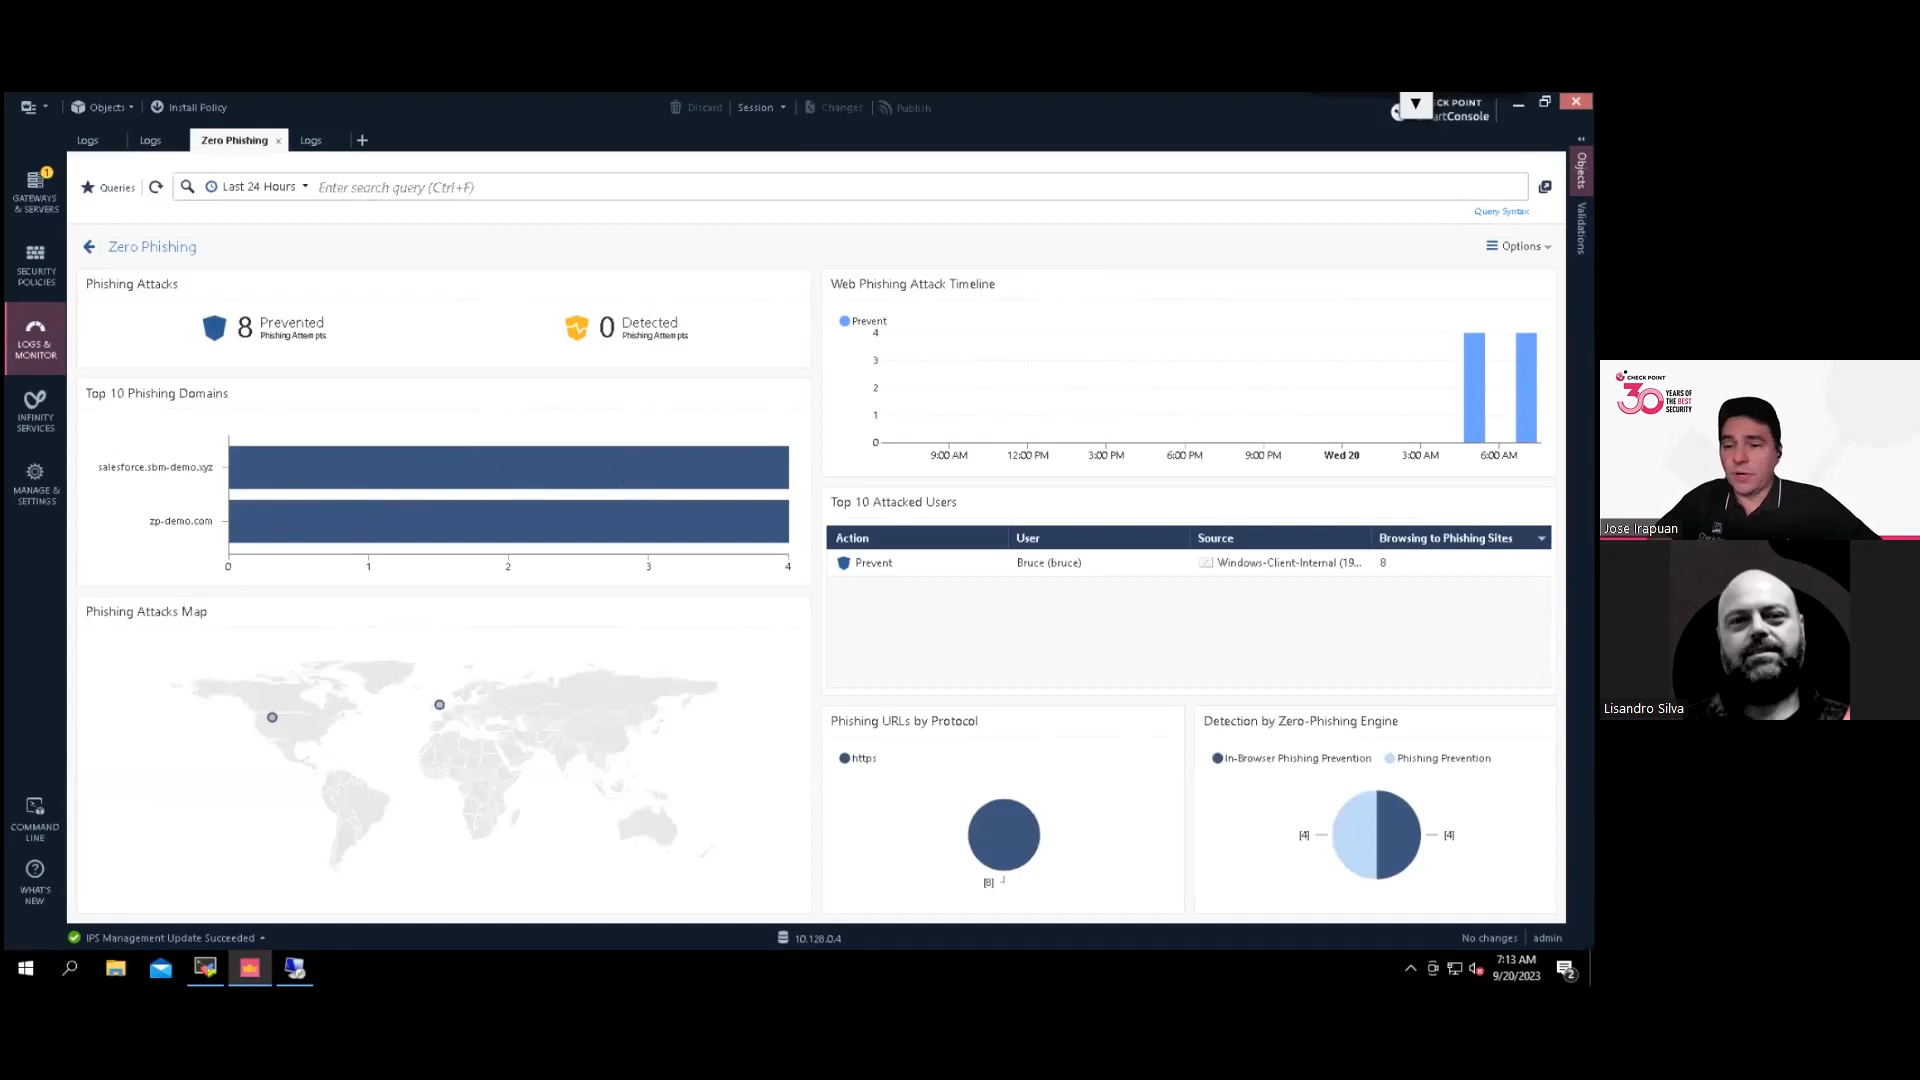 Objects
Install Policy
Discard
Session
Changes
Publish
CK POINT
artConsole
Logs
Logs
Zero Phishing
Logs
Queries
Last 24 Hours
Enter search query (Ctrl+F)
Query Syntax
Objects
Validations
1
GATEWAYS
& SERVERS
SECURITY
POLICIES
LOGS &
MONITOR
INFINITY
SERVICES
MANAGE &
SETTINGS
COMMAND
LINE
WHAT'S
NEW
Zero Phishing
Options
Phishing Attacks
8 Prevented
Phishing Attempts
0 Detected
Phishing Attempts
Top 10 Phishing Domains
salesforce.sbm-demo.xyz
zp-demo.com
0 1 2 3 4
Phishing Attacks Map
Web Phishing Attack Timeline
Prevent
4
3
2
1
0
9:00 AM 12:00 PM 3:00 PM 6:00 PM 9:00 PM Wed 20 3:00 AM 6:00 AM
Top 10 Attacked Users
Action User Source Browsing to Phishing Sites
Prevent Bruce (bruce) Windows-Client-Internal (19... 8
Phishing URLs by Protocol
https
[8]
Detection by Zero-Phishing Engine
In-Browser Phishing Prevention Phishing Prevention
[4] [4]
IPS Management Update Succeeded
10.128.0.4
No changes
admin
7:13 AM
9/20/2023
2
CHECK POINT
30 YEARS OF
THE BEST
SECURITY
Jose Irapuan
Lisandro Silva